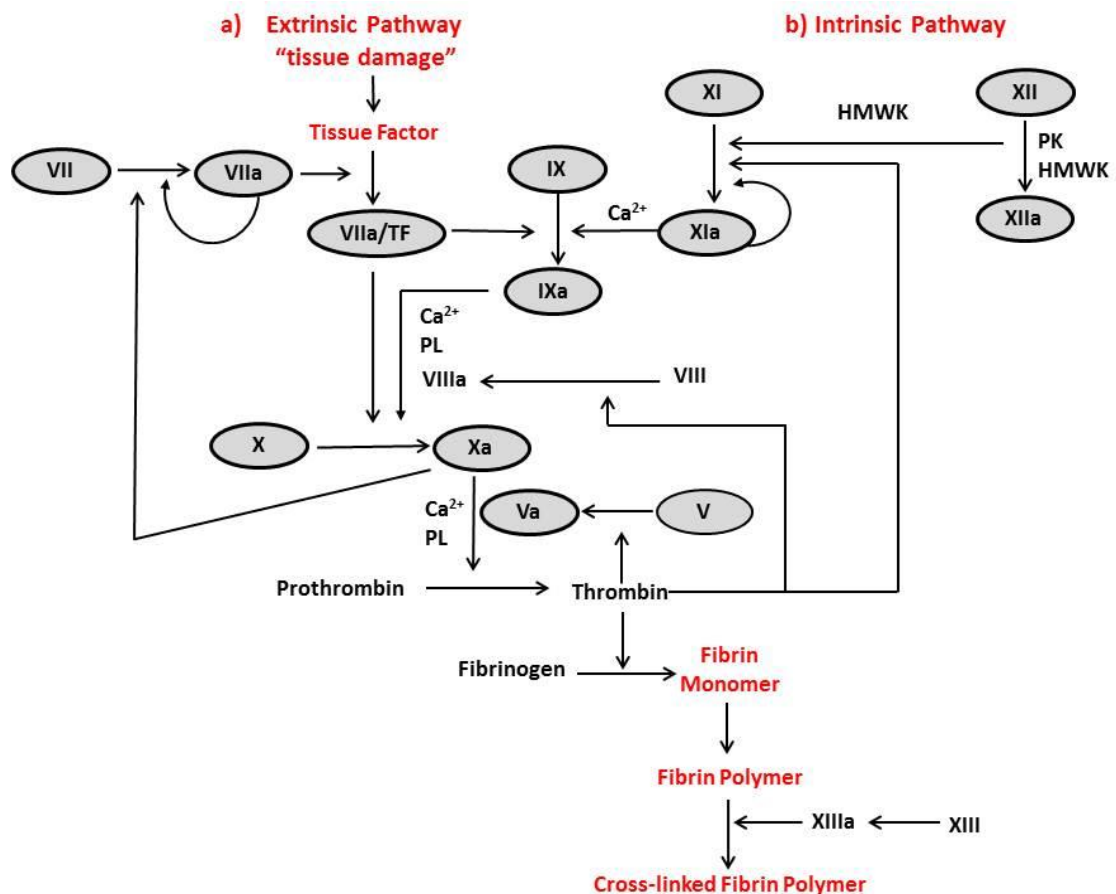 a) Extrinsic Pathway
“tissue damage”
b) Intrinsic Pathway
XI
XII
HMWK
PK
HMWK
Tissue Factor
VII
VIIa
IX
VIIa/TF
Ca²⁺
XIa
XIIa
IXa
Ca²⁺
PL
VIIIa
VIII
X
Xa
Ca²⁺
PL
Va
V
Prothrombin
Thrombin
Fibrinogen
Fibrin
Monomer
Fibrin Polymer
XIIIa
XIII
Cross-linked Fibrin Polymer